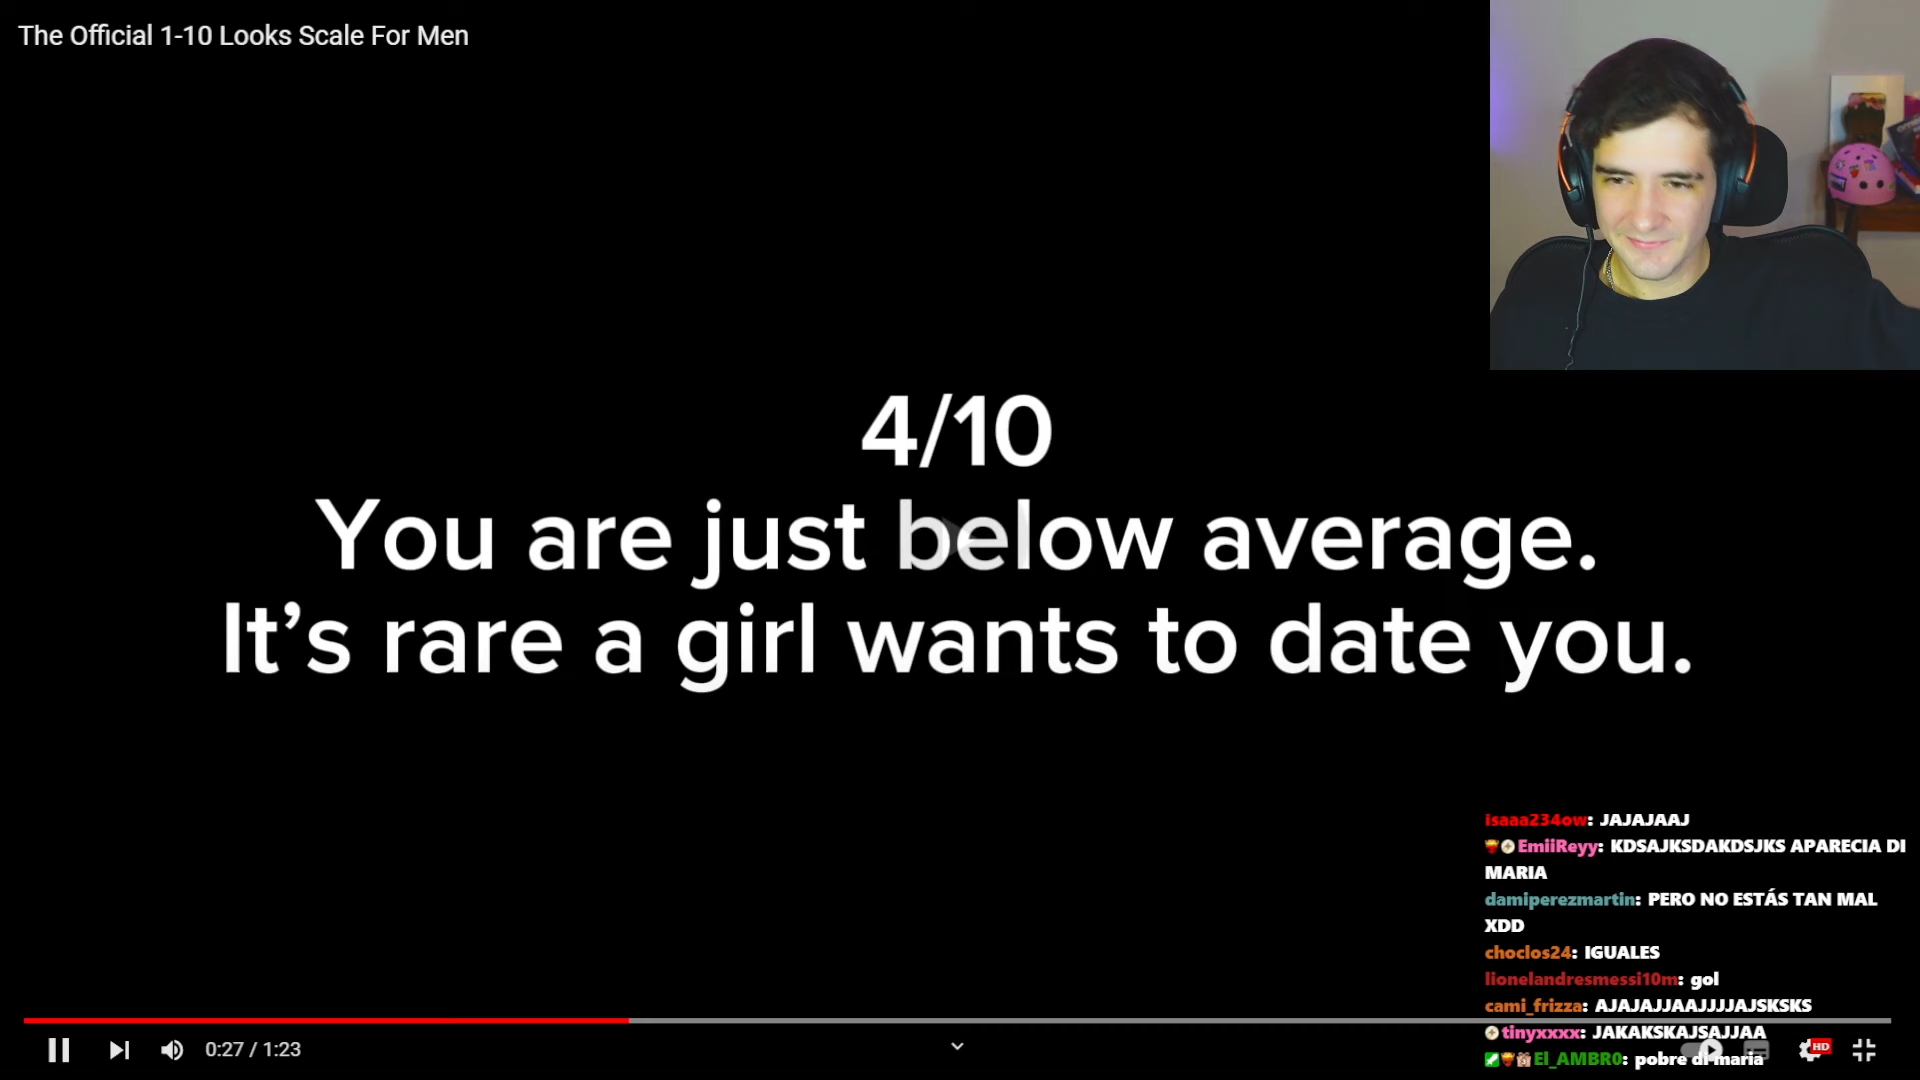 The Official 1-10 Looks Scale For Men
4/10
You are just below average.
It’s rare a girl wants to date you.
isaaa234ow: JAJAJAAJ
EmiiReyy: KDSAJKSDAKDSJKS APARECIA DI
MARIA
damiperezmartin: PERO NO ESTÁS TAN MAL
XDD
choclos24: IGUALES
lionelandresmessi10m: gol
cami_frizza: AJAJAJJAAJJJJAJSKSKS
tinyxxxx: JAKAKSKAJSAJJAA
El_AMBR0: pobre di maria
0:27 / 1:23
HD